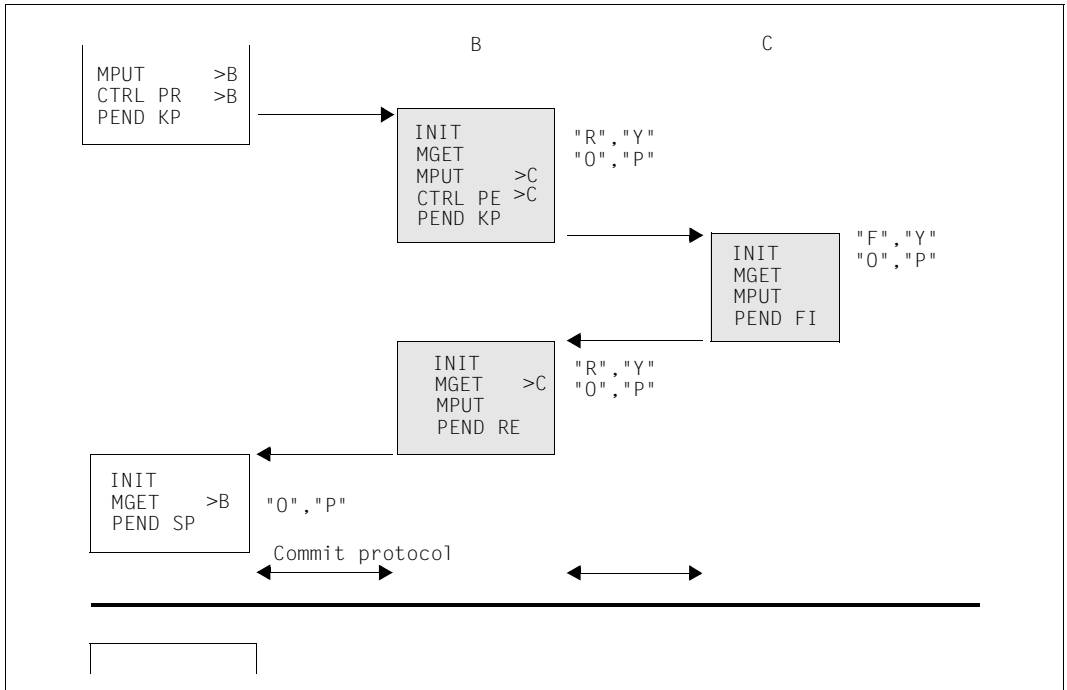 B C
MPUT >B
CTRL PR >B
PEND KP
INIT
MGET
MPUT >C
CTRL PE >C
PEND KP
"R","Y"
"O","P"
INIT
MGET
MPUT
PEND FI
"F","Y"
"O","P"
INIT
MGET >C
MPUT
PEND RE
"R","Y"
"O","P"
INIT
MGET >B
PEND SP
"O","P"
Commit protocol